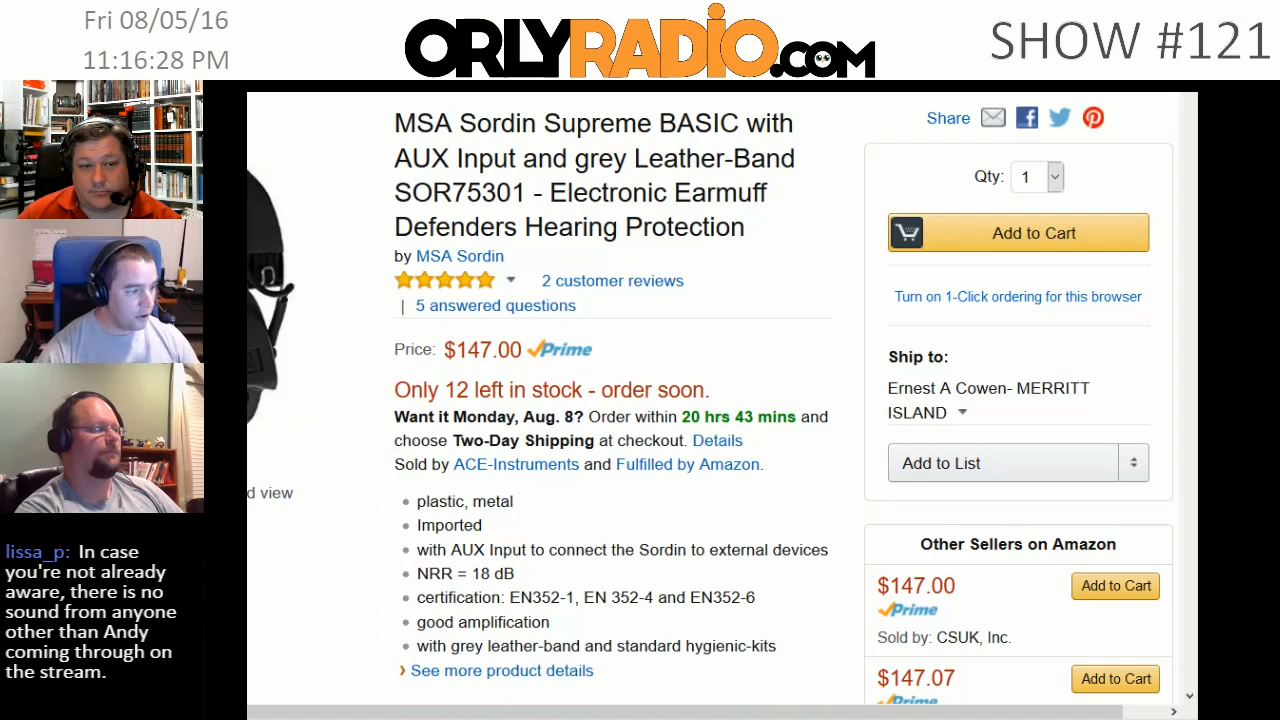 Fri 08/05/16
11:16:28 PM
ORLYRADiO.COM
SHOW #121
MSA Sordin Supreme BASIC with
AUX Input and grey Leather-Band
SOR75301 - Electronic Earmuff
Defenders Hearing Protection
by MSA Sordin
2 customer reviews
| 5 answered questions
Price: $147.00 Prime
Only 12 left in stock - order soon.
Want it Monday, Aug. 8? Order within 20 hrs 43 mins and
choose Two-Day Shipping at checkout. Details
Sold by ACE-Instruments and Fulfilled by Amazon.
d view
• plastic, metal
• Imported
• with AUX Input to connect the Sordin to external devices
• NRR = 18 dB
• certification: EN352-1, EN 352-4 and EN352-6
• good amplification
• with grey leather-band and standard hygienic-kits
› See more product details
Share
Qty: 1
Add to Cart
Turn on 1-Click ordering for this browser
Ship to:
Ernest A Cowen- MERRITT
ISLAND
Add to List
Other Sellers on Amazon
$147.00 Add to Cart
Prime
Sold by: CSUK, Inc.
$147.07 Add to Cart
Prime
lissa_p: In case
you're not already
aware, there is no
sound from anyone
other than Andy
coming through on
the stream.